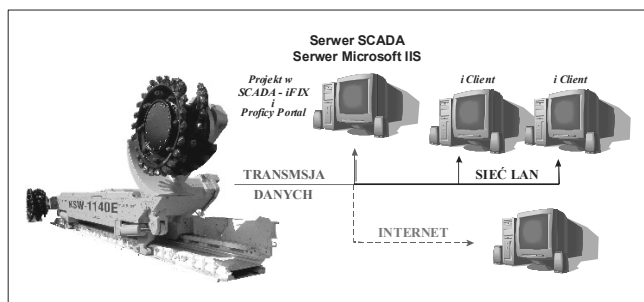 Serwer SCADA
Serwer Microsoft IIS
Projekt w
SCADA - iFIX
i
Proficy Portal
i Client
i Client
TRANSMSJA
DANYCH
SIEĆ LAN
INTERNET
KSW-1140E